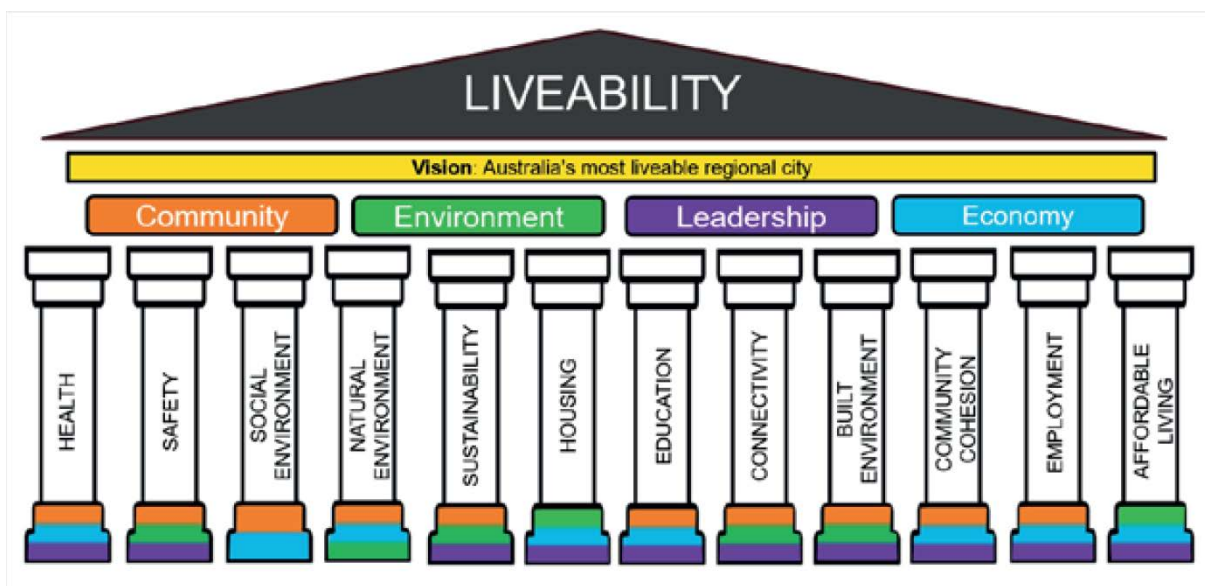 LIVEABILITY
Vision: Australia's most liveable regional city
Community
Environment
Leadership
Economy
HEALTH
SAFETY
SOCIAL
ENVIRONMENT
NATURAL
ENVIRONMENT
SUSTAINABILITY
HOUSING
EDUCATION
CONNECTIVITY
BUILT
ENVIRONMENT
COMMUNITY
COHESION
EMPLOYMENT
AFFORDABLE
LIVING